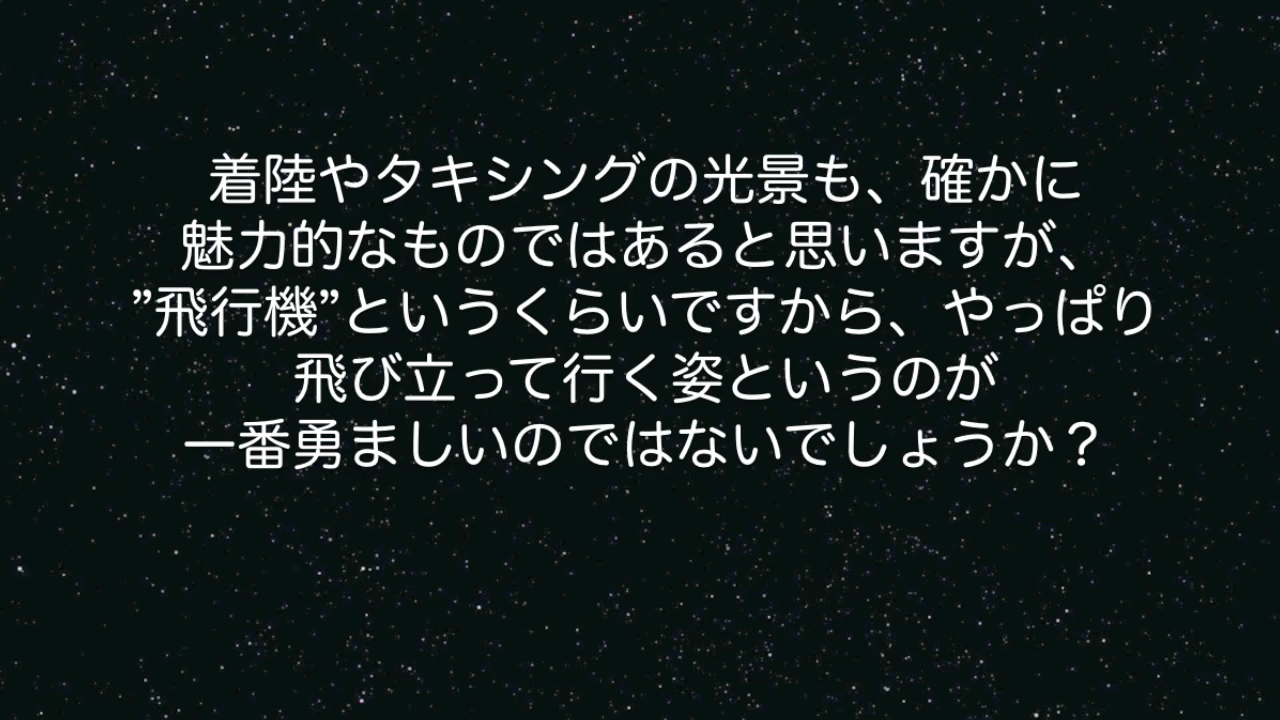 着陸やタキシングの光景も、確かに
魅力的なものではあると思いますが、
”飛行機”というくらいですから、やっぱり
飛び立って行く姿というのが
一番勇ましいのではないでしょうか？